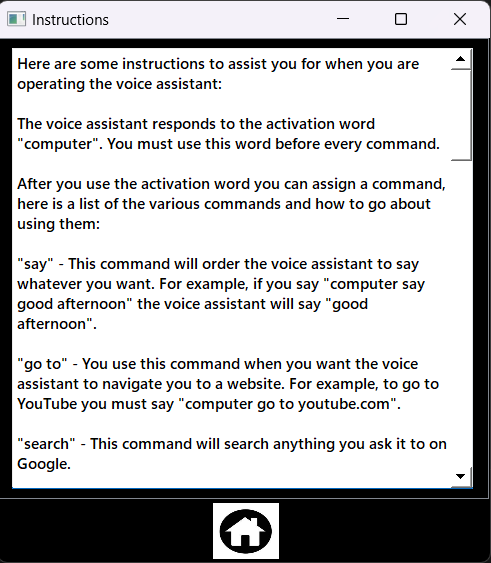 Instructions
Here are some instructions to assist you for when you are
operating the voice assistant:
The voice assistant responds to the activation word
"computer". You must use this word before every command.
After you use the activation word you can assign a command,
here is a list of the various commands and how to go about
using them:
"say" - This command will order the voice assistant to say
whatever you want. For example, if you say "computer say
good afternoon" the voice assistant will say "good
afternoon".
"go to" - You use this command when you want the voice
assistant to navigate you to a website. For example, to go to
YouTube you must say "computer go to youtube.com".
"search" - This command will search anything you ask it to on
Google.